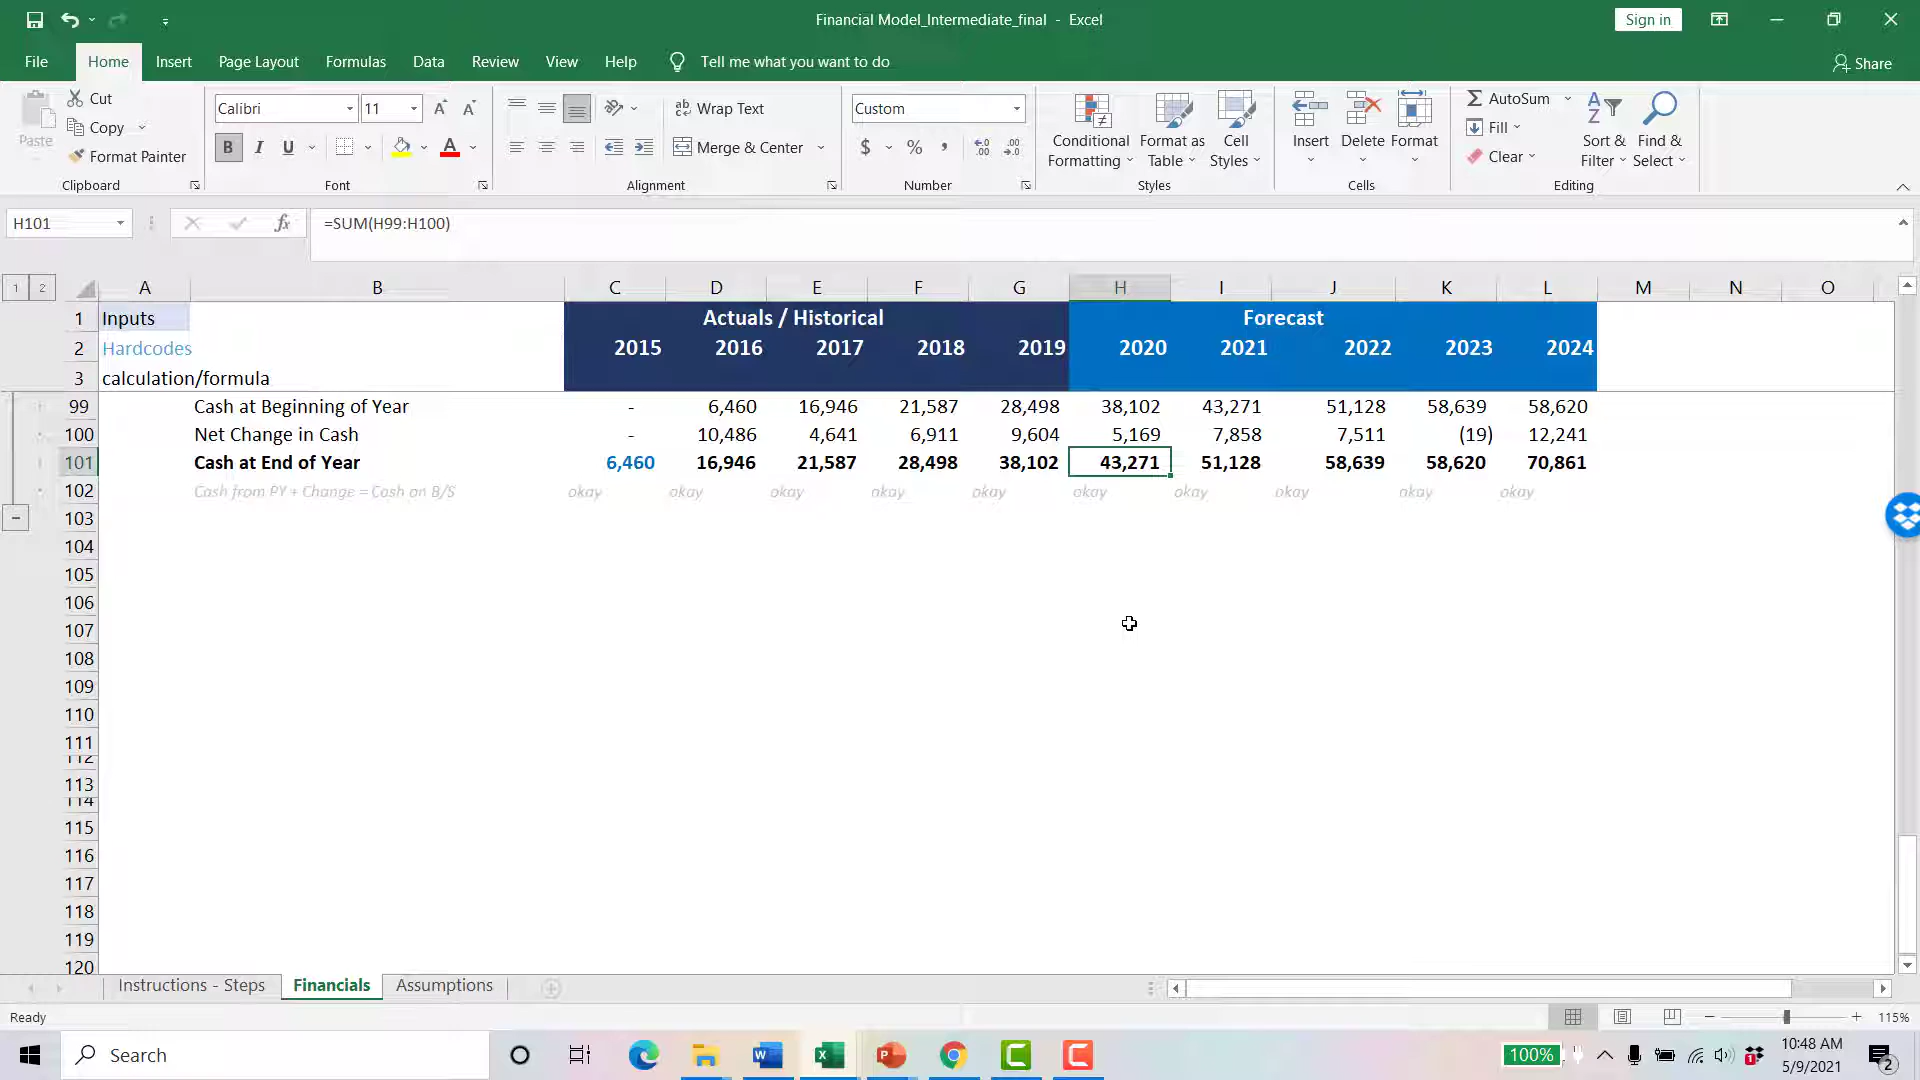 Financial Model_Intermediate_final - Excel
Sign in
File Home Insert Page Layout Formulas Data Review View Help Tell me what you want to do Share
Paste Cut Copy Format Painter Clipboard
Calibri 11 B I U A Font
Wrap Text Merge & Center Alignment
Custom $ % , Number
Conditional Formatting Format as Table Cell Styles Styles
Insert Delete Format Cells
AutoSum Fill Clear Sort & Filter Find & Select Editing
H101 fx =SUM(H99:H100)
1 2 A B C D E F G H I J K L M N O
1 Inputs Actuals / Historical Forecast
2 Hardcodes 2015 2016 2017 2018 2019 2020 2021 2022 2023 2024
3 calculation/formula
99 Cash at Beginning of Year - 6,460 16,946 21,587 28,498 38,102 43,271 51,128 58,639 58,620
100 Net Change in Cash - 10,486 4,641 6,911 9,604 5,169 7,858 7,511 (19) 12,241
101 Cash at End of Year 6,460 16,946 21,587 28,498 38,102 43,271 51,128 58,639 58,620 70,861
102 Cash from PY + Change = Cash on B/S okay okay okay okay okay okay okay okay okay okay
103
104
105
106
107
108
109
110
111
112
113
114
115
116
117
118
119
120
Instructions - Steps Financials Assumptions
Ready 115%
Search 100% 10:48 AM
5/9/2021 2